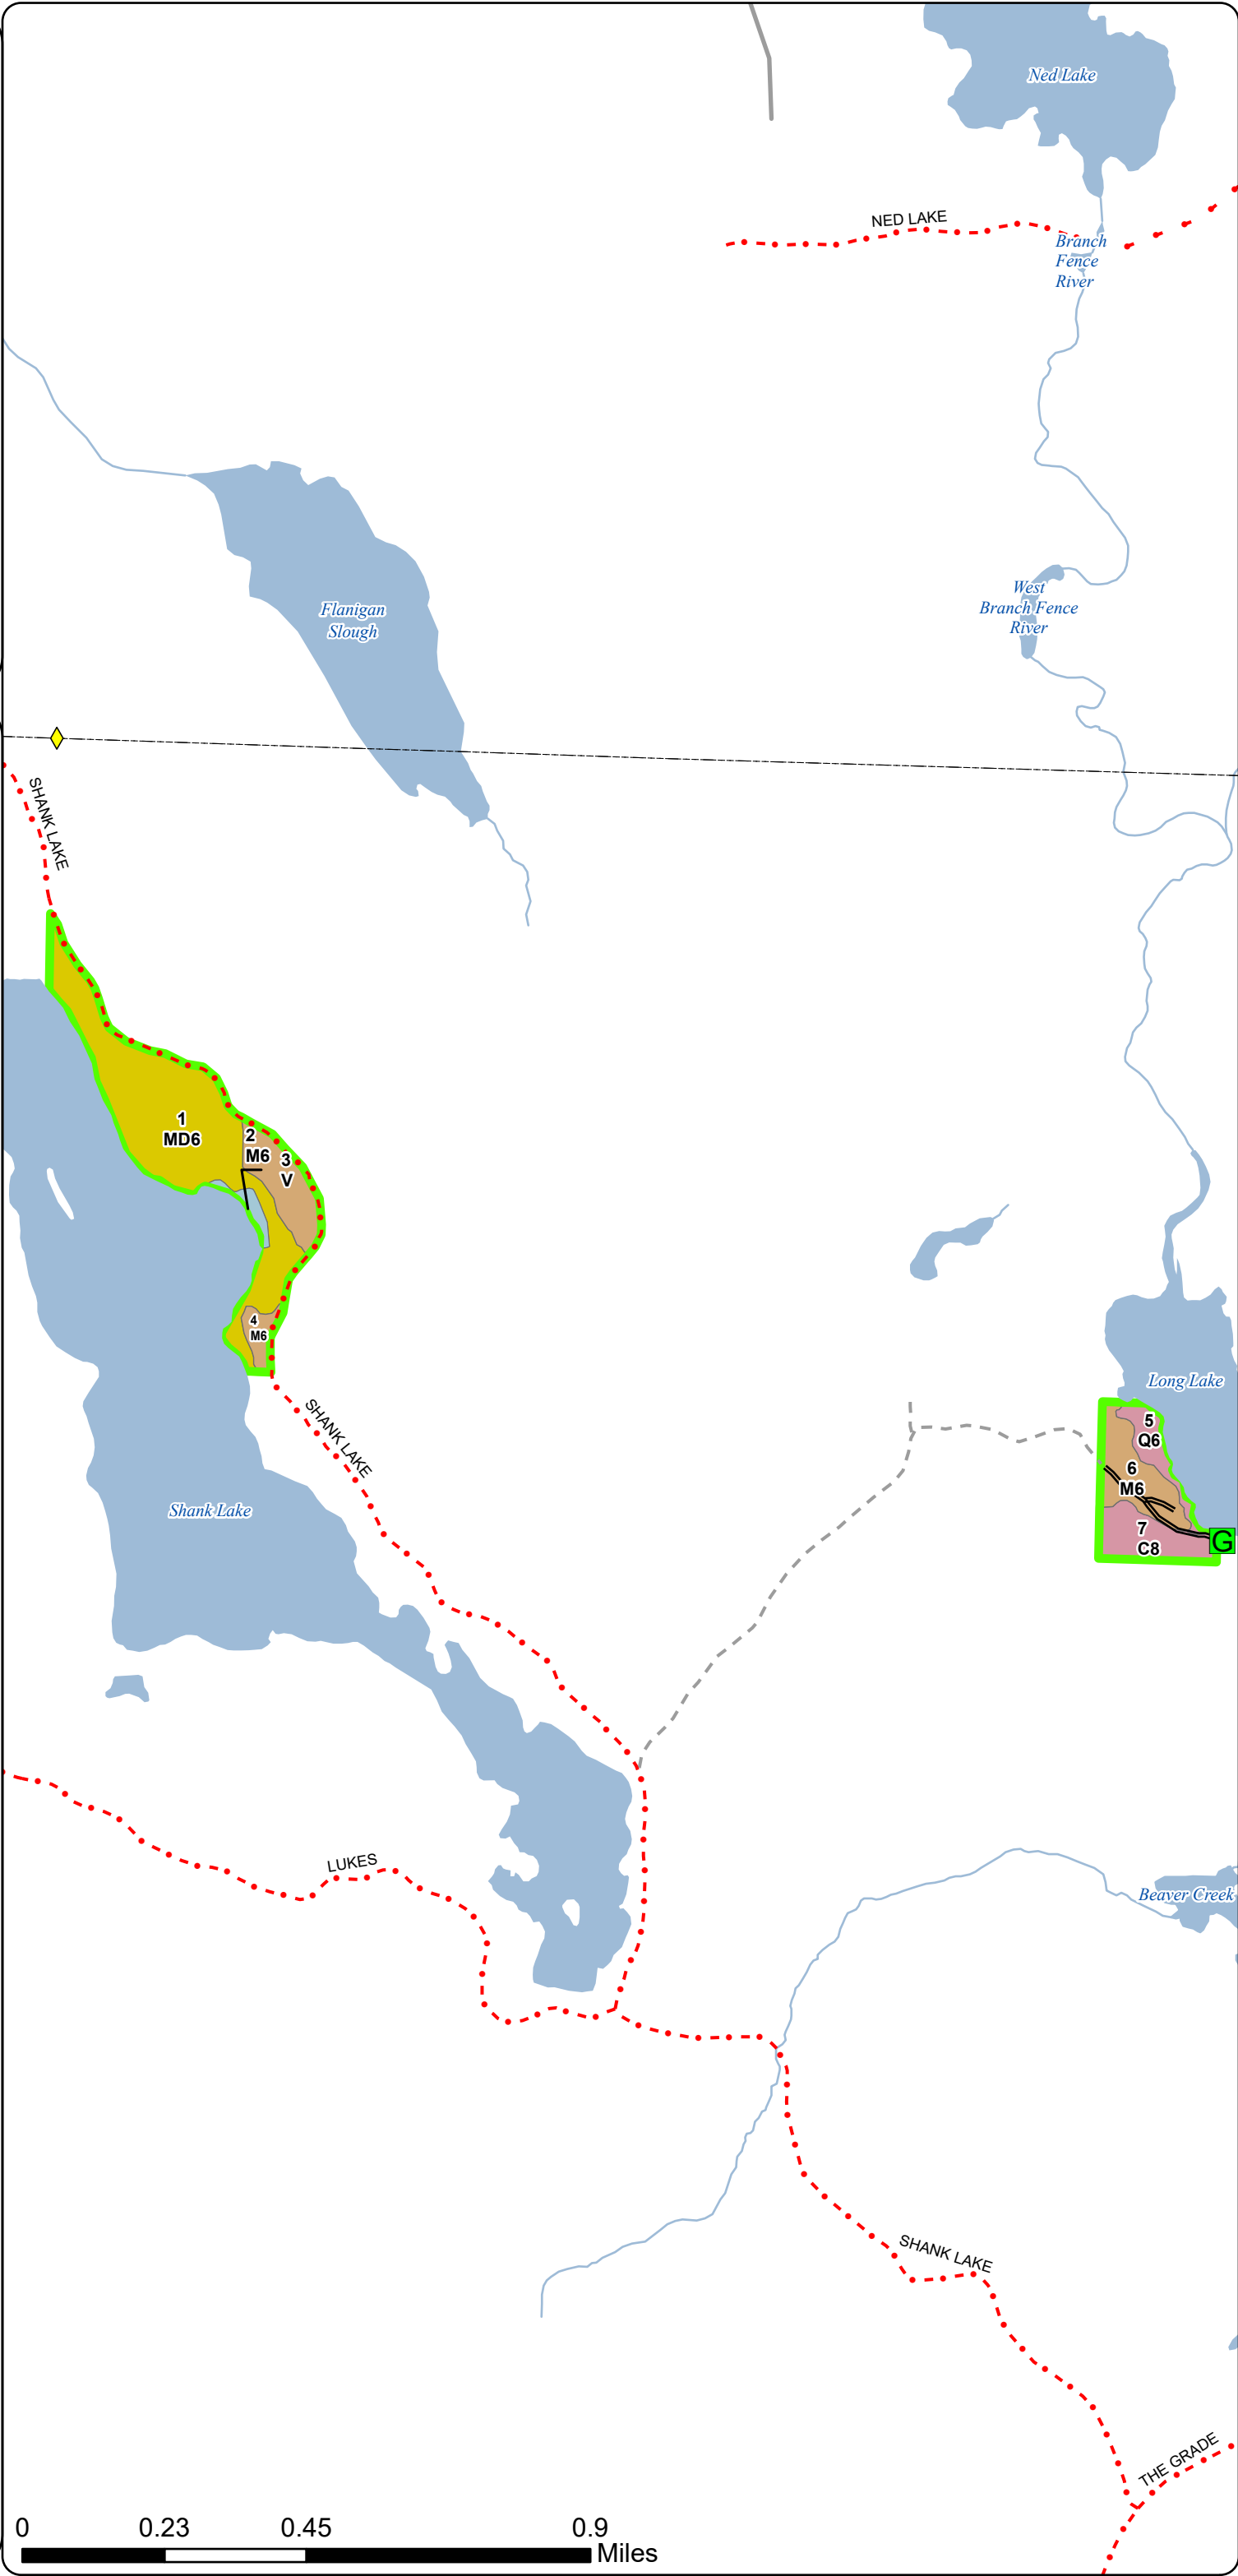 Ned Lake
NED LAKE
Branch
Fence
River
Flanigan
Slough
West
Branch Fence
River
SHANK LAKE
1
MD6
2
M6
3
V
4
M6
SHANK LAKE
Long Lake
5
Q6
6
M6
7
C8
G
Shank Lake
LUKES
Beaver Creek
SHANK LAKE
THE GRADE
0 0.23 0.45 0.9
Miles